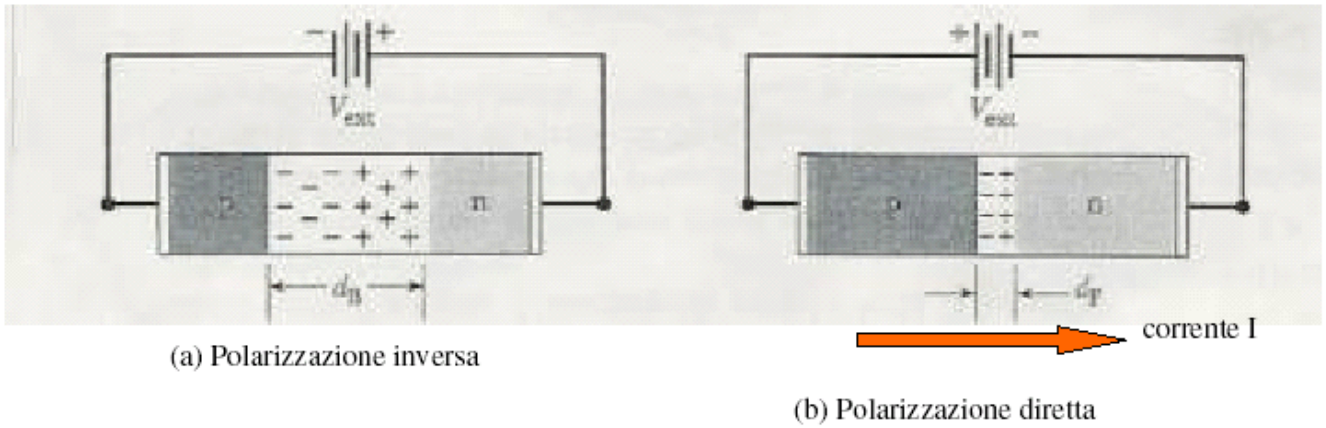 - +
+ -
V_ext
V_ext
p
n
p
n
d_B
d_F
corrente I
(a) Polarizzazione inversa
(b) Polarizzazione diretta